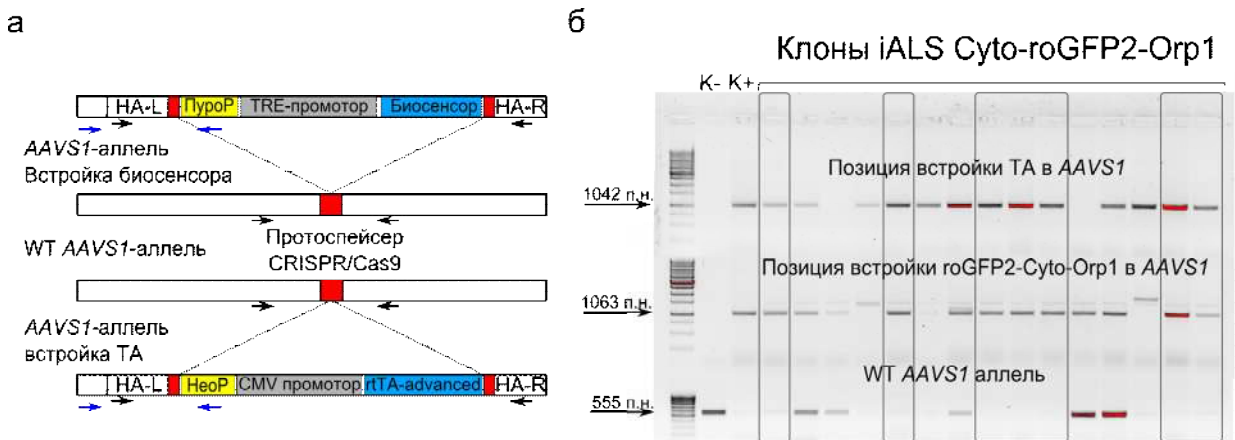 а
HA-L ПуроР TRE-промотор Биосенсор HA-R
AAVS1-аллель
Встройка биосенсора
WT AAVS1-аллель
Протоспейсер
CRISPR/Cas9
AAVS1-аллель
встройка ТА
HA-L НеоР CMV промотор rtTA-advanced HA-R
б
Клоны iALS Cyto-roGFP2-Orp1
K- K+
Позиция встройки ТА в AAVS1
1042 п.н.
Позиция встройки roGFP2-Cyto-Orp1 в AAVS1
1063 п.н.
WT AAVS1 аллель
555 п.н.